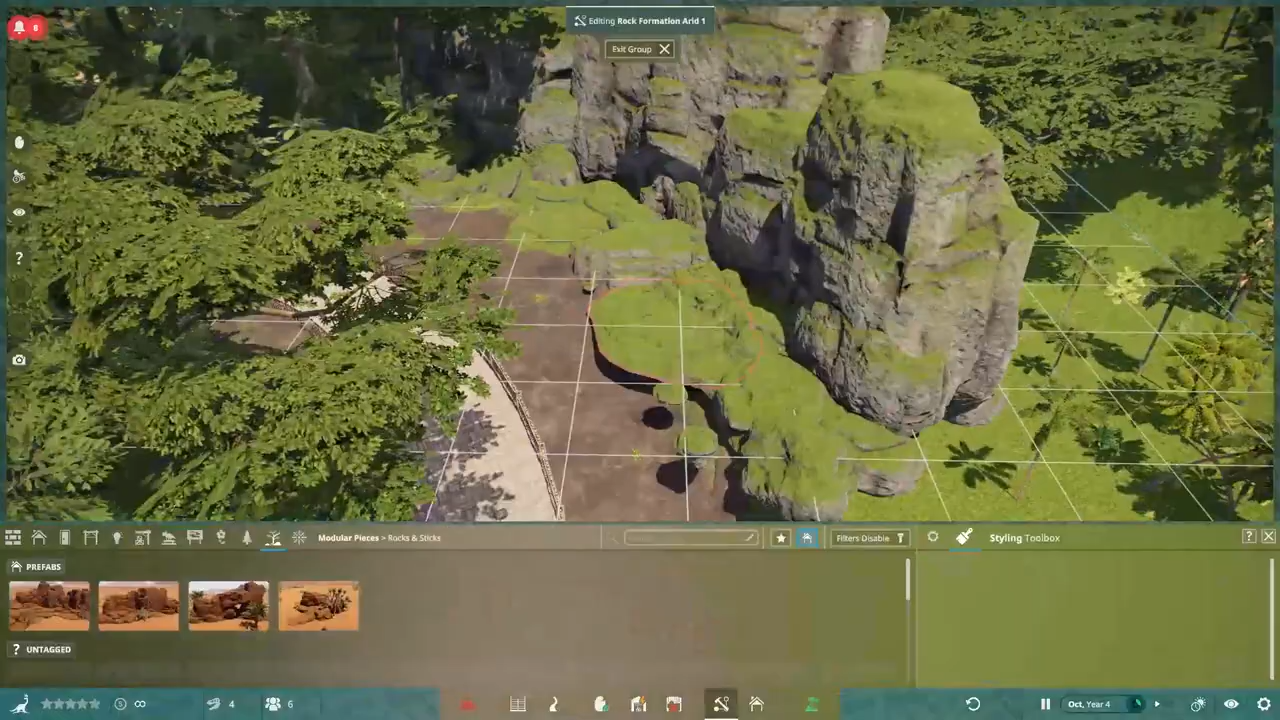 8
Editing Rock Formation Arid 1
Exit Group
?
Modular Pieces > Rocks & Sticks
Filters Disable
Styling Toolbox
?
PREFABS
? UNTAGGED
$ ∞
4
6
Oct, Year 4